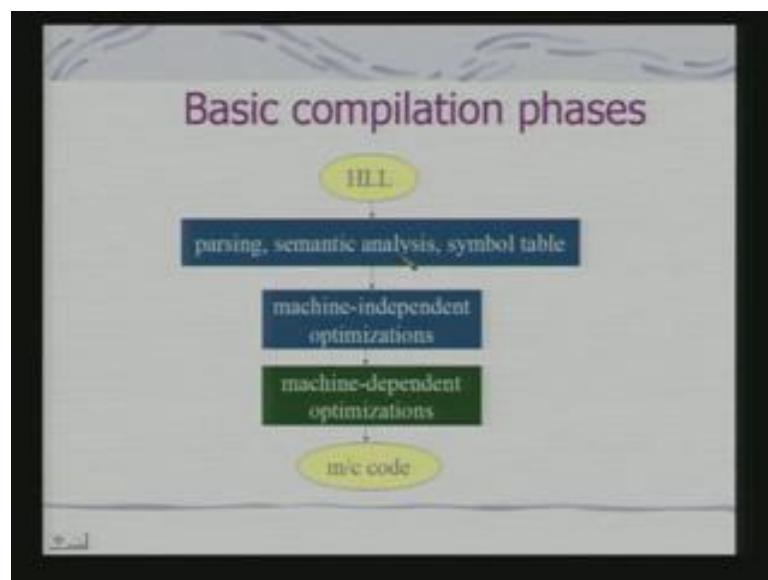 Basic compilation phases
HLL
parsing, semantic analysis, symbol table
machine-independent
optimizations
machine-dependent
optimizations
m/c code